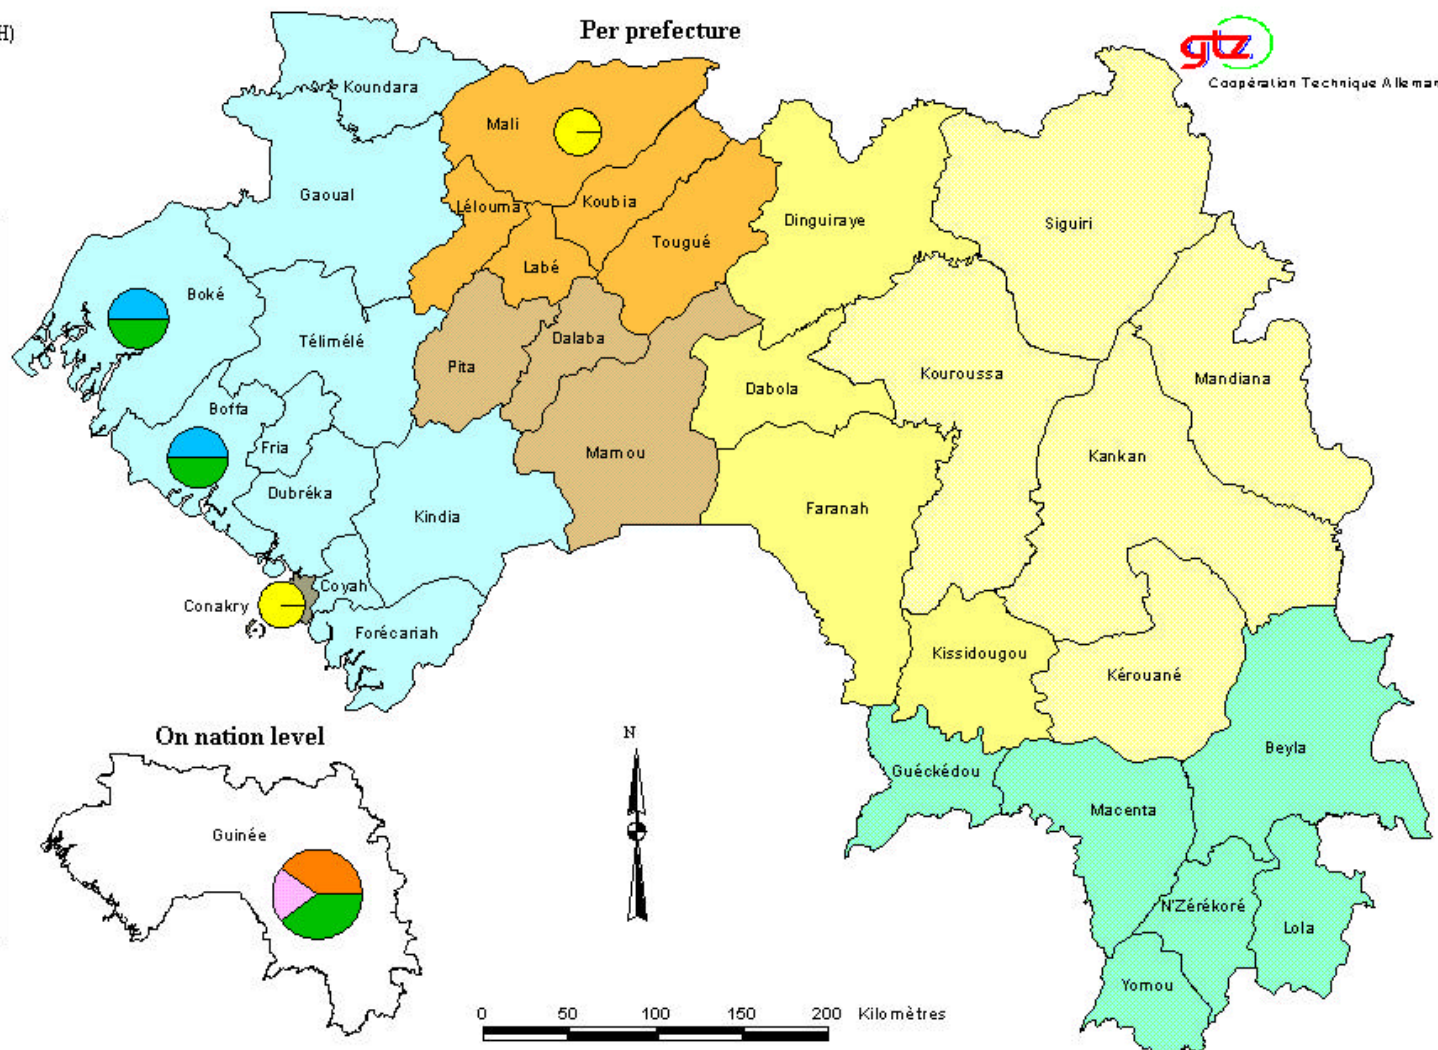 H)
Per prefecture
gtz
Coopération Technique Alleman
Koundara
Mali
Gaoual
Lélouma
Koubia
Dinguiraye
Siguiri
Tougué
Labé
Boké
Télimélé
Dalaba
Pita
Dabola
Kouroussa
Mandiana
Boffa
Fria
Mamou
Kankan
Dubréka
Kindia
Faranah
Coyah
Conakry
Forécariah
Kissidougou
Kérouané
On nation level
N
Beyla
Guéckédou
Macenta
Guinée
N'Zérékoré
Lola
Yomou
0 50 100 150 200 Kilomètres